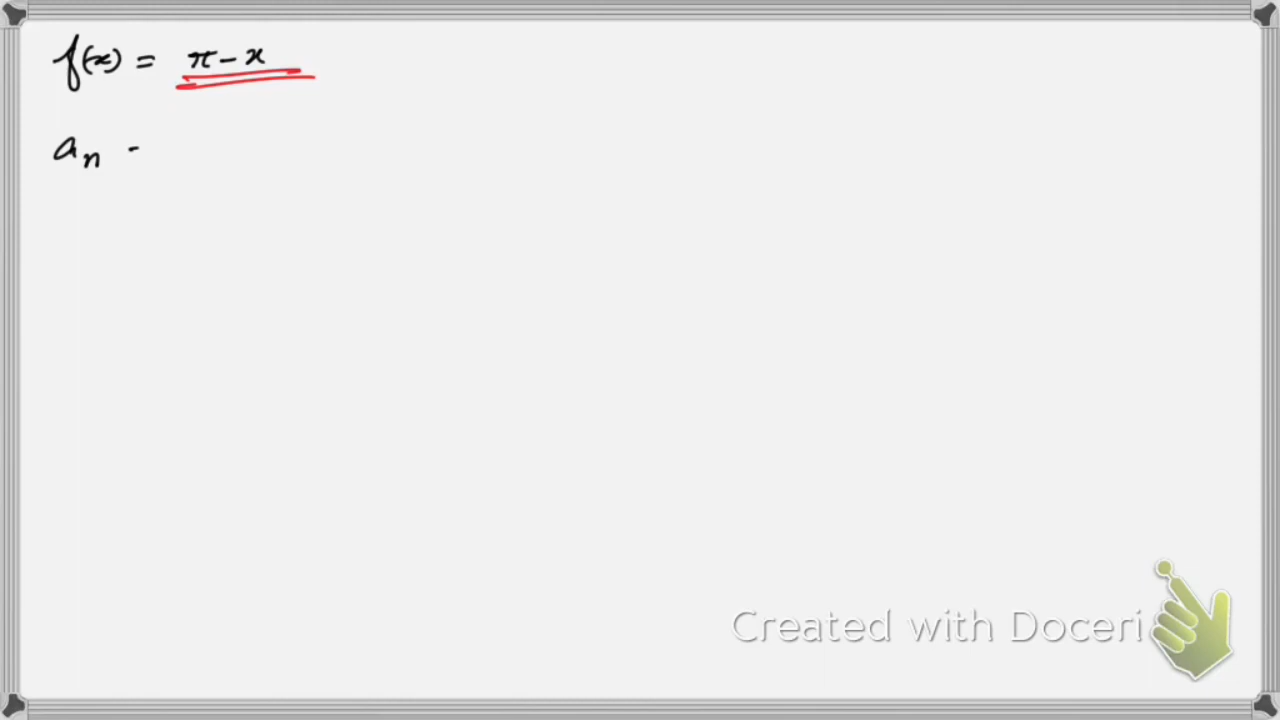 f(x) = π - x
aₙ -
Created with Doceri